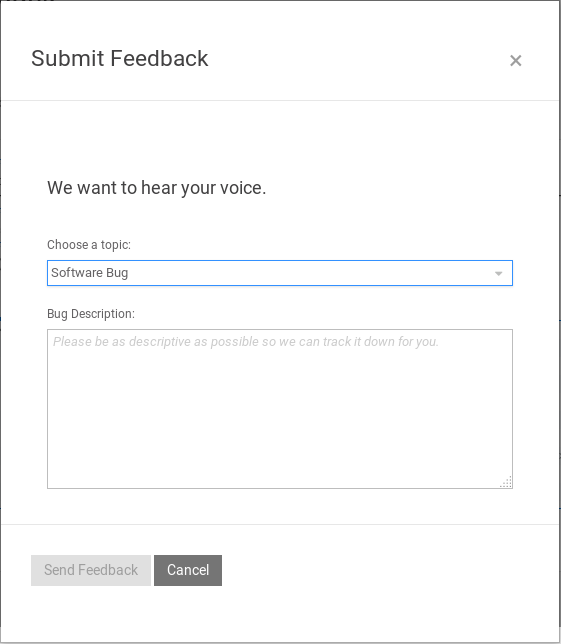 Submit Feedback
×
We want to hear your voice.
Choose a topic:
Software Bug
Bug Description:
Please be as descriptive as possible so we can track it down for you.
Send Feedback Cancel